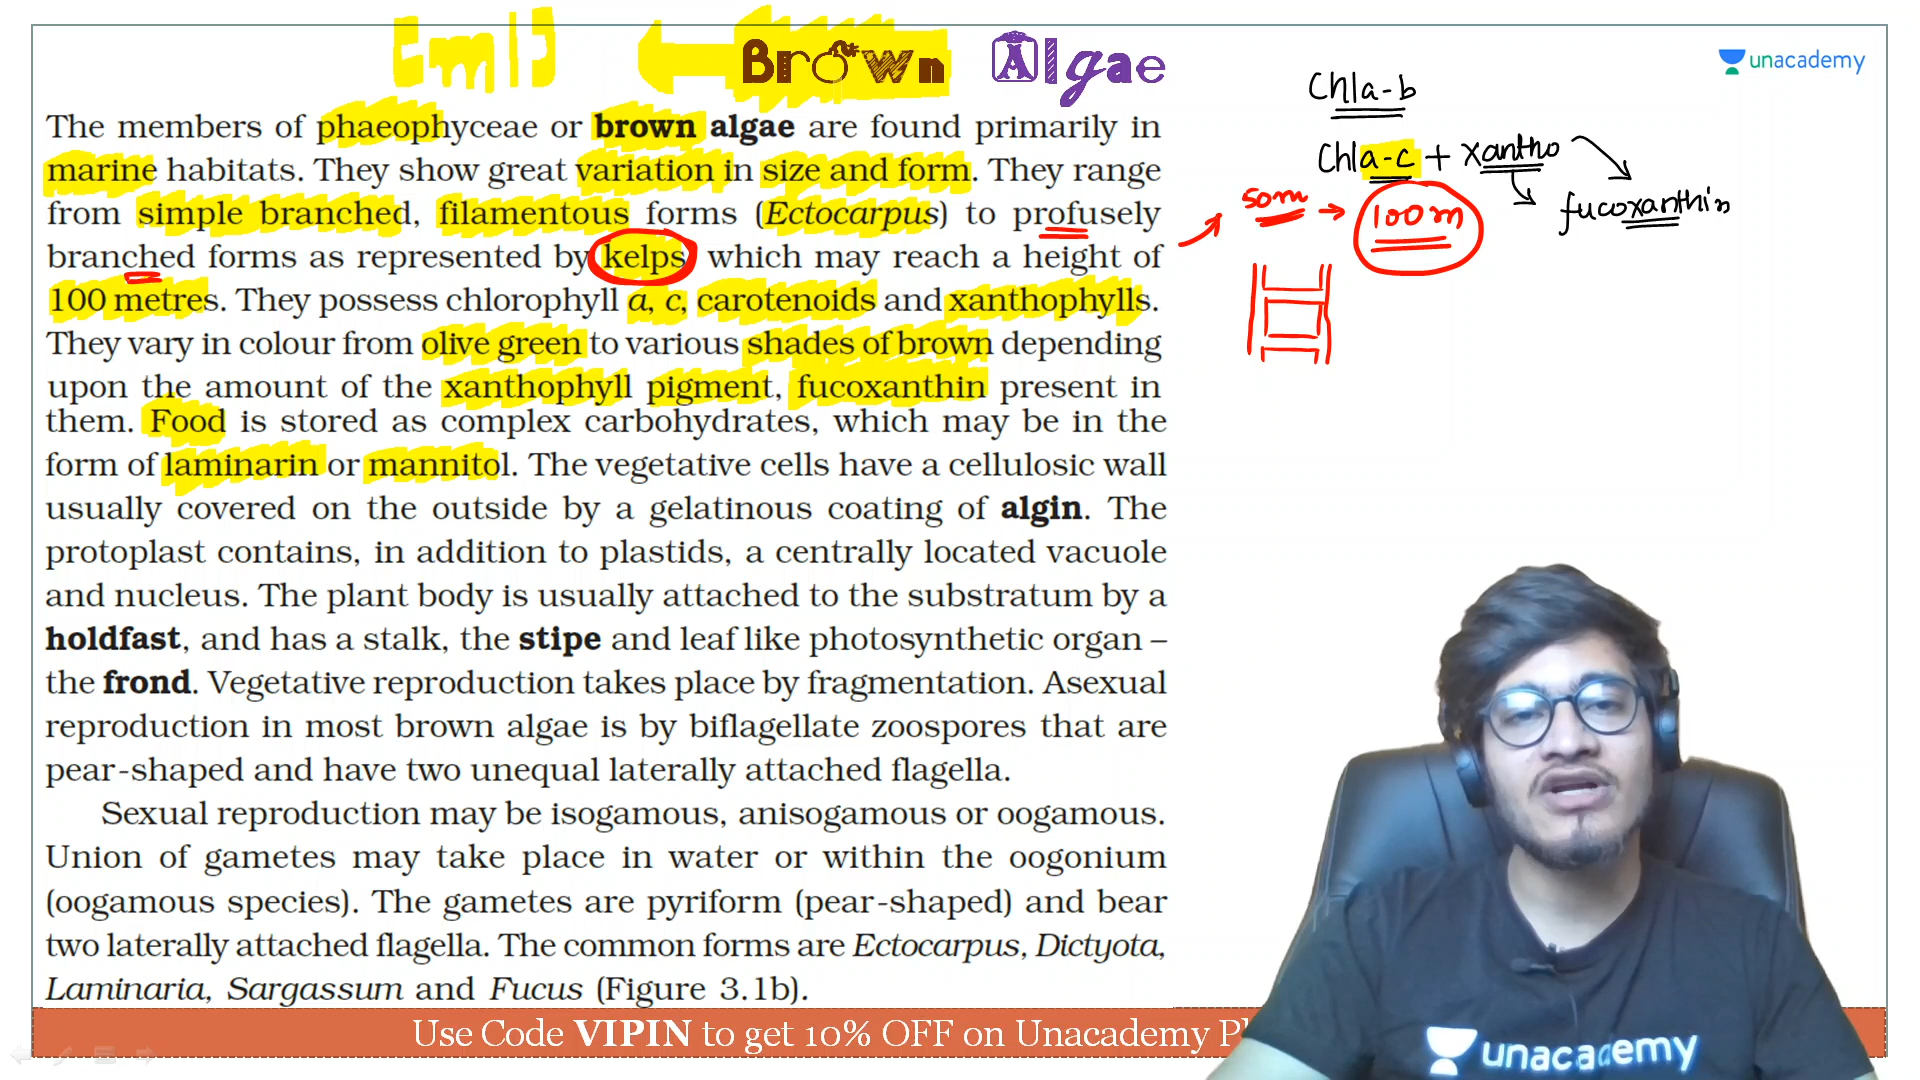 Brown Algae
unacademy
Chla-b
Chla-c + Xantho
fucoxanthin
50m → 100m
The members of phaeophyceae or brown algae are found primarily in
marine habitats. They show great variation in size and form. They range
from simple branched, filamentous forms (Ectocarpus) to profusely
branched forms as represented by kelps, which may reach a height of
100 metres. They possess chlorophyll a, c, carotenoids and xanthophylls.
They vary in colour from olive green to various shades of brown depending
upon the amount of the xanthophyll pigment, fucoxanthin present in
them. Food is stored as complex carbohydrates, which may be in the
form of laminarin or mannitol. The vegetative cells have a cellulosic wall
usually covered on the outside by a gelatinous coating of algin. The
protoplast contains, in addition to plastids, a centrally located vacuole
and nucleus. The plant body is usually attached to the substratum by a
holdfast, and has a stalk, the stipe and leaf like photosynthetic organ –
the frond. Vegetative reproduction takes place by fragmentation. Asexual
reproduction in most brown algae is by biflagellate zoospores that are
pear-shaped and have two unequal laterally attached flagella.
Sexual reproduction may be isogamous, anisogamous or oogamous.
Union of gametes may take place in water or within the oogonium
(oogamous species). The gametes are pyriform (pear-shaped) and bear
two laterally attached flagella. The common forms are Ectocarpus, Dictyota,
Laminaria, Sargassum and Fucus (Figure 3.1b).
Use Code VIPIN to get 10% OFF on Unacademy Pl
unacademy